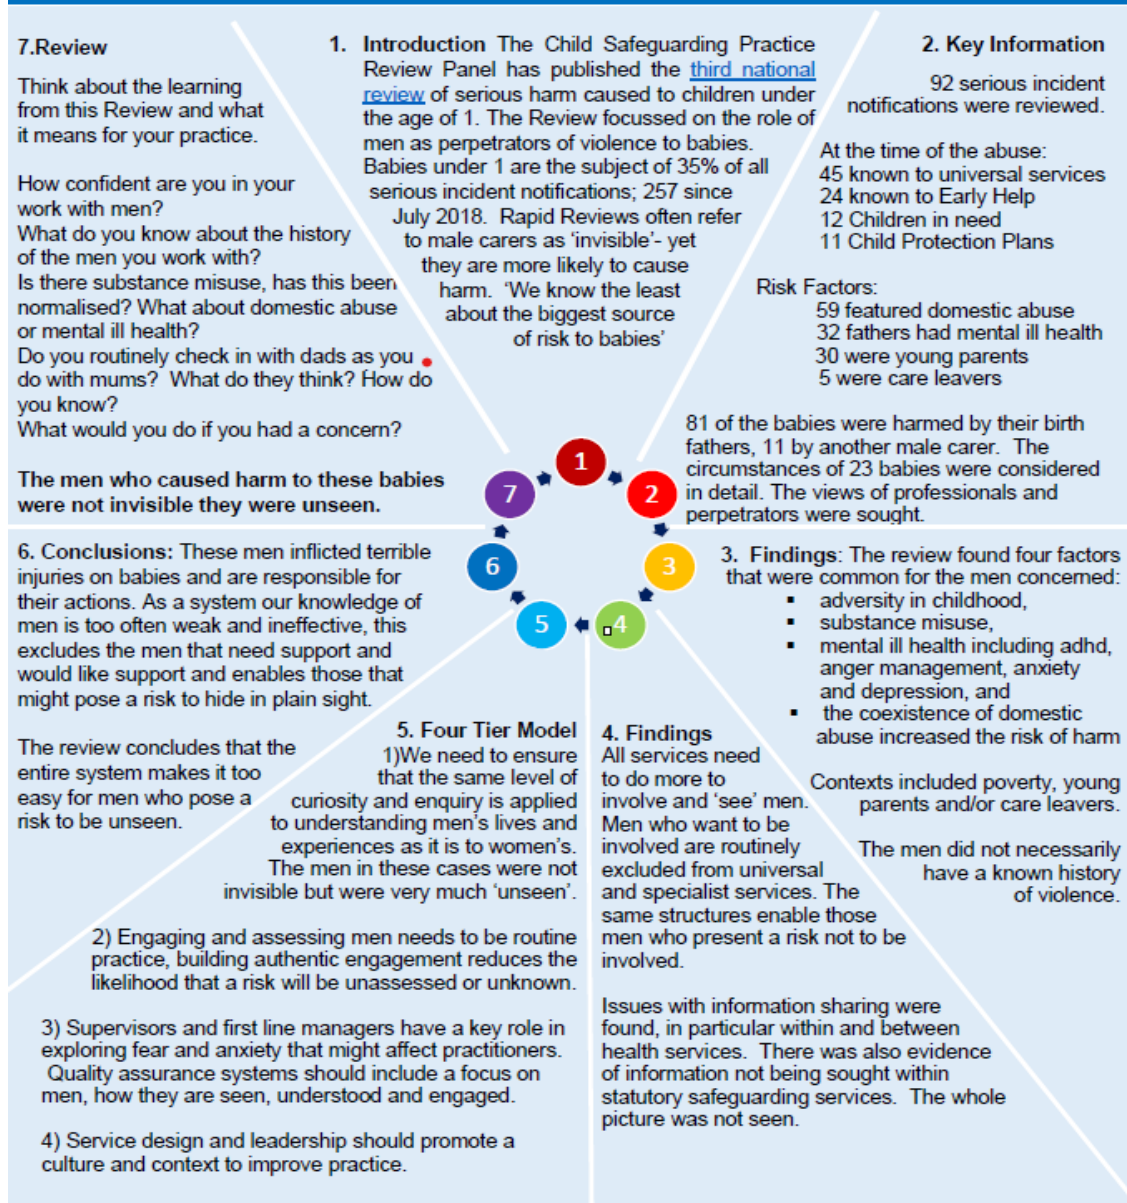 1. Introduction The Child Safeguarding Practice
Review Panel has published the third national
review of serious harm caused to children under
the age of 1. The Review focussed on the role of
men as perpetrators of violence to babies.
Babies under 1 are the subject of 35% of all
serious incident notifications; 257 since
July 2018. Rapid Reviews often refer
to male carers as ‘invisible’- yet
they are more likely to cause
harm. ‘We know the least
about the biggest source
of risk to babies’
2. Key Information
92 serious incident
notifications were reviewed.
At the time of the abuse:
45 known to universal services
24 known to Early Help
12 Children in need
11 Child Protection Plans
Risk Factors:
59 featured domestic abuse
32 fathers had mental ill health
30 were young parents
5 were care leavers
81 of the babies were harmed by their birth
fathers, 11 by another male carer. The
circumstances of 23 babies were considered
in detail. The views of professionals and
perpetrators were sought.
3. Findings: The review found four factors
that were common for the men concerned:
▪ adversity in childhood,
▪ substance misuse,
▪ mental ill health including adhd,
anger management, anxiety
and depression, and
▪ the coexistence of domestic
abuse increased the risk of harm
Contexts included poverty, young
parents and/or care leavers.
The men did not necessarily
have a known history
of violence.
4. Findings
All services need
to do more to
involve and ‘see’ men.
Men who want to be
involved are routinely
excluded from universal
and specialist services. The
same structures enable those
men who present a risk not to be
involved.
Issues with information sharing were
found, in particular within and between
health services. There was also evidence
of information not being sought within
statutory safeguarding services. The whole
picture was not seen.
5. Four Tier Model
1)We need to ensure
that the same level of
curiosity and enquiry is applied
to understanding men’s lives and
experiences as it is to women’s.
The men in these cases were not
invisible but were very much ‘unseen’.
2) Engaging and assessing men needs to be routine
practice, building authentic engagement reduces the
likelihood that a risk will be unassessed or unknown.
3) Supervisors and first line managers have a key role in
exploring fear and anxiety that might affect practitioners.
Quality assurance systems should include a focus on
men, how they are seen, understood and engaged.
4) Service design and leadership should promote a
culture and context to improve practice.
6. Conclusions: These men inflicted terrible
injuries on babies and are responsible for
their actions. As a system our knowledge of
men is too often weak and ineffective, this
excludes the men that need support and
would like support and enables those that
might pose a risk to hide in plain sight.
The review concludes that the
entire system makes it too
easy for men who pose a
risk to be unseen.
7.Review
Think about the learning
from this Review and what
it means for your practice.
How confident are you in your
work with men?
What do you know about the history
of the men you work with?
Is there substance misuse, has this been
normalised? What about domestic abuse
or mental ill health?
Do you routinely check in with dads as you
do with mums? What do they think? How do
you know?
What would you do if you had a concern?
The men who caused harm to these babies
were not invisible they were unseen.
1
2
3
4
5
6
7